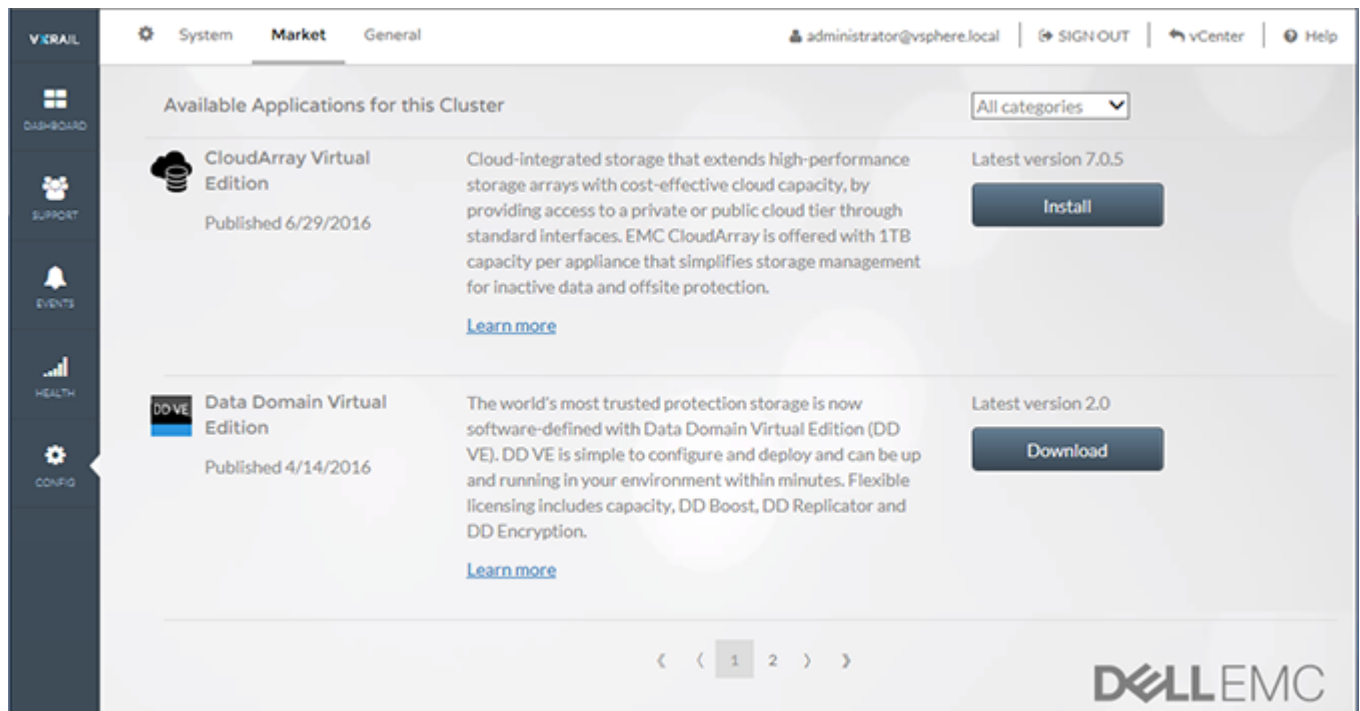 VXRAIL
System Market General
administrator@vsphere.local SIGN OUT vCenter Help
DASHBOARD
SUPPORT
EVENTS
HEALTH
CONFIG
Available Applications for this Cluster
All categories
CloudArray Virtual
Edition
Published 6/29/2016
Cloud-integrated storage that extends high-performance
storage arrays with cost-effective cloud capacity, by
providing access to a private or public cloud tier through
standard interfaces. EMC CloudArray is offered with 1TB
capacity per appliance that simplifies storage management
for inactive data and offsite protection.
Learn more
Latest version 7.0.5
Install
DD VE
Data Domain Virtual
Edition
Published 4/14/2016
The world's most trusted protection storage is now
software-defined with Data Domain Virtual Edition (DD
VE). DD VE is simple to configure and deploy and can be up
and running in your environment within minutes. Flexible
licensing includes capacity, DD Boost, DD Replicator and
DD Encryption.
Learn more
Latest version 2.0
Download
1 2
DELLEMC